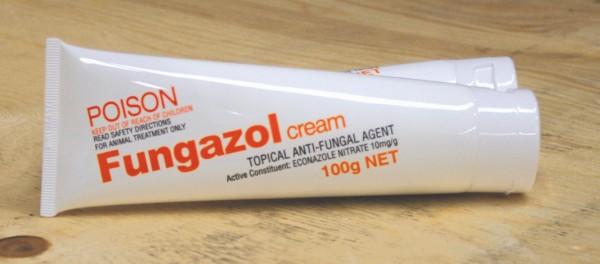 POISON
KEEP OUT OF REACH OF CHILDREN
READ SAFETY DIRECTIONS
FOR ANIMAL TREATMENT ONLY
Fungazol cream
TOPICAL ANTI-FUNGAL AGENT
Active Constituent: ECONAZOLE NITRATE 10mg/g
100g NET
NET